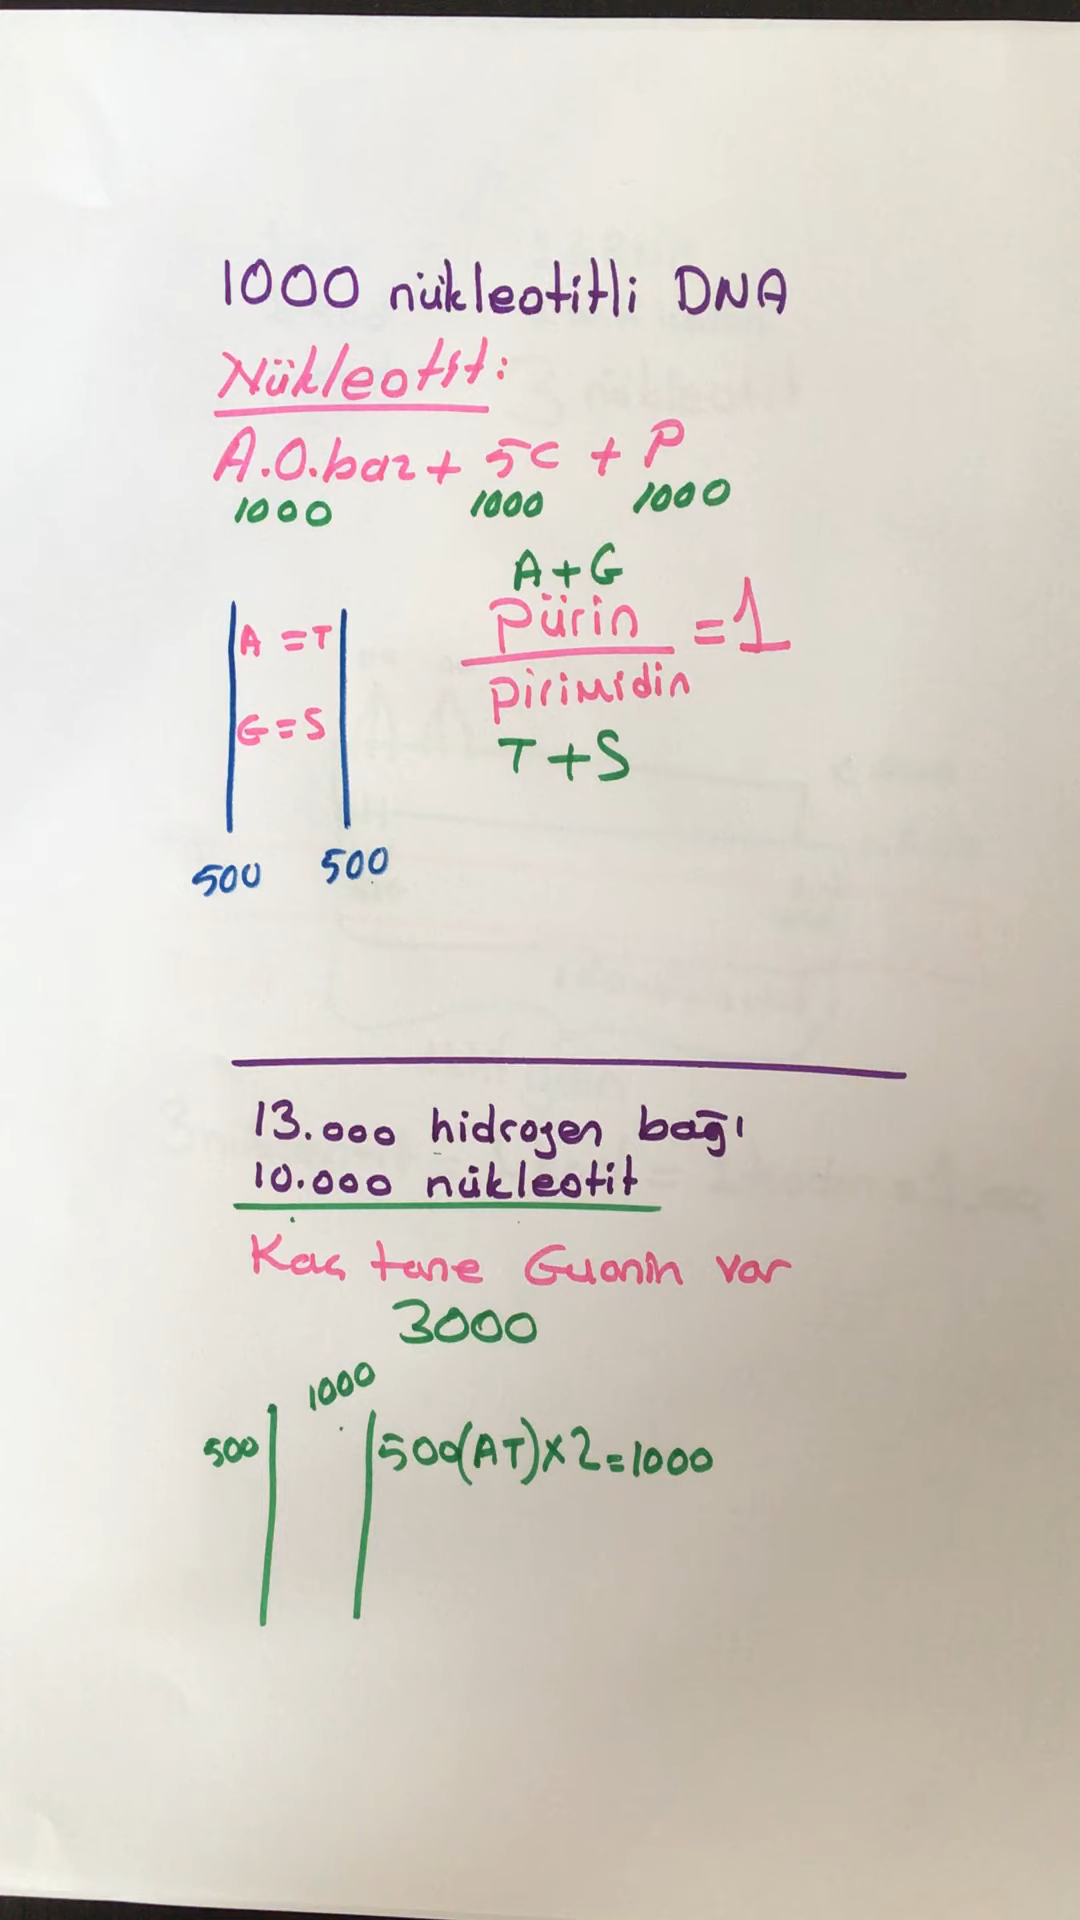 1000 nükleotitli DNA
Nükleotit:
A.O.baz + 5C + P
1000 1000 1000
A+G
A = T pürin = 1
G = S pirimidin
T + S
500 500
13.000 hidrojen bağı
10.000 nükleotit
Kaç tane Guanin var
3000
1000
500 500(AT)x2=1000